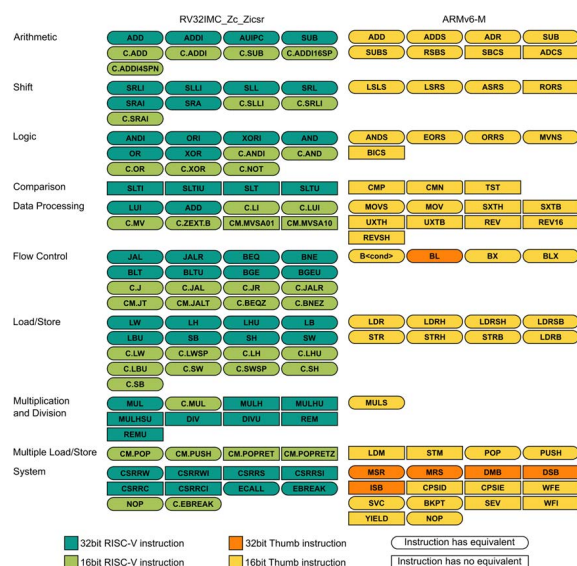 RV32IMC_Zc_Zicsr ARMv6-M
Arithmetic ADD ADDI AUIPC SUB ADD ADDS ADR SUB
C.ADD C.ADDI C.SUB C.ADDI16SP SUBS RSBS SBCS ADCS
C.ADDI4SPN
Shift SRLI SLLI SLL SRL LSLS LSRS ASRS RORS
SRAI SRA C.SLLI C.SRLI
C.SRAI
Logic ANDI ORI XORI AND ANDS EORS ORRS MVNS
OR XOR C.ANDI C.AND BICS
C.OR C.XOR C.NOT
Comparison SLTI SLTIU SLT SLTU CMP CMN TST
Data Processing LUI ADD C.LI C.LUI MOVS MOV SXTH SXTB
C.MV C.ZEXT.B CM.MVSA01 CM.MVSA10 UXTH UXTB REV REV16
REVSH
Flow Control JAL JALR BEQ BNE B<cond> BL BX BLX
BLT BLTU BGE BGEU
C.J C.JAL C.JR C.JALR
CM.JT CM.JALT C.BEQZ C.BNEZ
Load/Store LW LH LHU LB LDR LDRH LDRSH LDRSB
LBU SB SH SW STR STRH STRB LDRB
C.LW C.LWSP C.LH C.LHU
C.LBU C.SW C.SWSP C.SH
C.SB
Multiplication MUL C.MUL MULH MULHU MULS
and Division MULHSU DIV DIVU REM
REMU
Multiple Load/Store CM.POP CM.PUSH CM.POPRET CM.POPRETZ LDM STM POP PUSH
System CSRRW CSRRWI CSRRS CSRRSI MSR MRS DMB DSB
CSRRC CSRRCI ECALL EBREAK ISB CPSID CPSIE WFE
NOP C.EBREAK SVC BKPT SEV WFI
YIELD NOP
32bit RISC-V instruction 32bit Thumb instruction Instruction has equivalent
16bit RISC-V instruction 16bit Thumb instruction Instruction has no equivalent